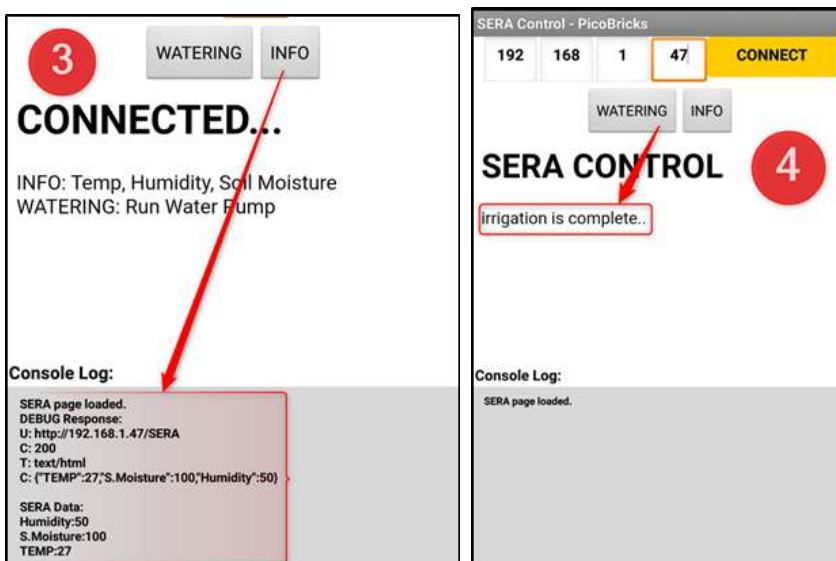 3
WATERING INFO
CONNECTED...
INFO: Temp, Humidity, Soil Moisture
WATERING: Run Water Pump
Console Log:
SERA page loaded.
DEBUG Response:
U: http://192.168.1.47/SERA
C: 200
T: text/html
C: {"TEMP":27,"S.Moisture":100,"Humidity":50}
SERA Data:
Humidity:50
S.Moisture:100
TEMP:27
SERA Control - PicoBricks
192 168 1 47 CONNECT
WATERING INFO
SERA CONTROL
4
irrigation is complete..
Console Log:
SERA page loaded.